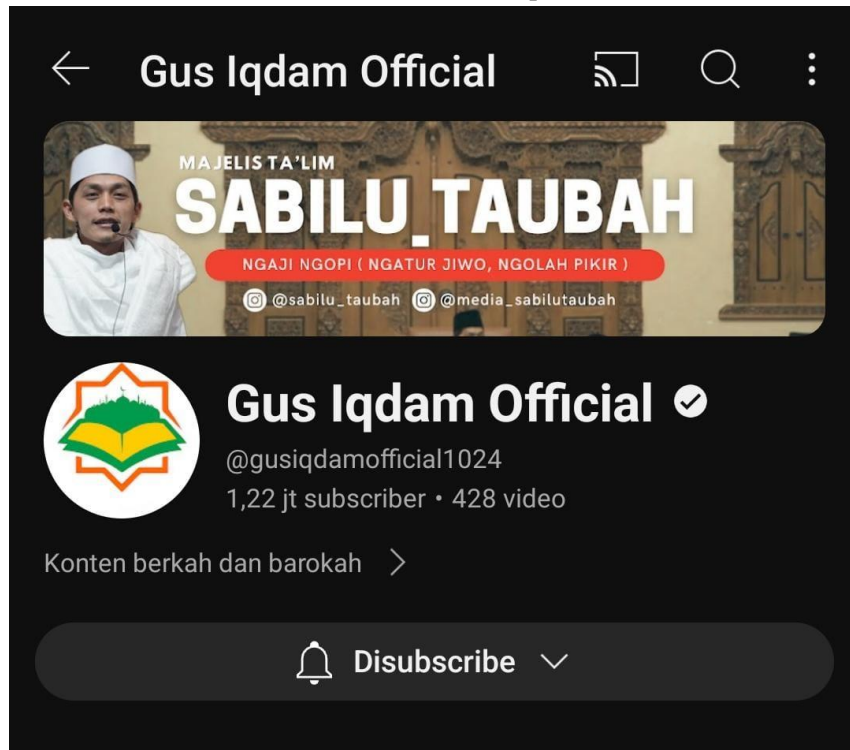 Gus Iqdam Official
MAJELIS TA'LIM
SABILU_TAUBAH
NGAJI NGOPI ( NGATUR JIWO, NGOLAH PIKIR )
@sabilu_taubah @media_sabilutaubah
Gus Iqdam Official
@gusiqdamofficial1024
1,22 jt subscriber • 428 video
Konten berkah dan barokah
Disubscribe